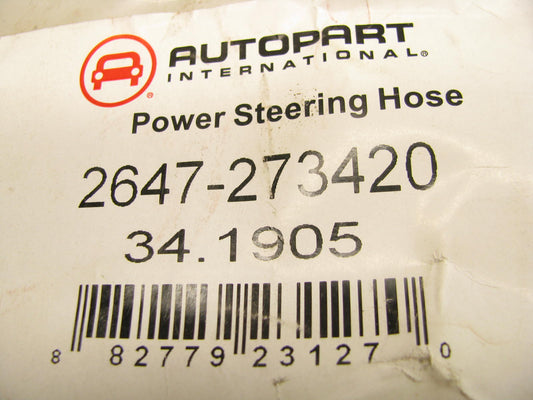 AUTOPART
INTERNATIONAL®
Power Steering Hose
2647-273420
34.1905
8 82779 23127 0